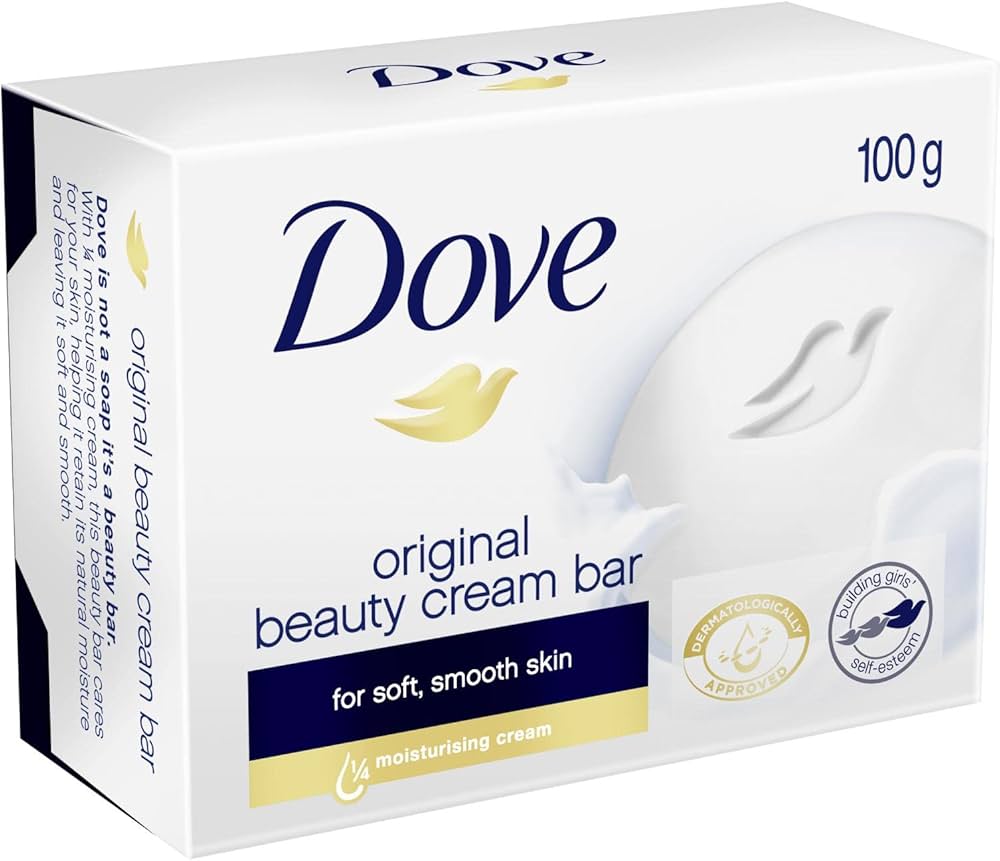 Dove
100 g
Dove
original
beauty cream bar
for soft, smooth skin
1/4 moisturising cream
DERMATOLOGICALLY
APPROVED
building girls'
self-esteem
original beauty cream bar
Dove is not a soap it's a beauty bar.
With ¼ moisturising cream, this beauty bar cares
for your skin, helping it retain its natural moisture
and leaving it soft and smooth.